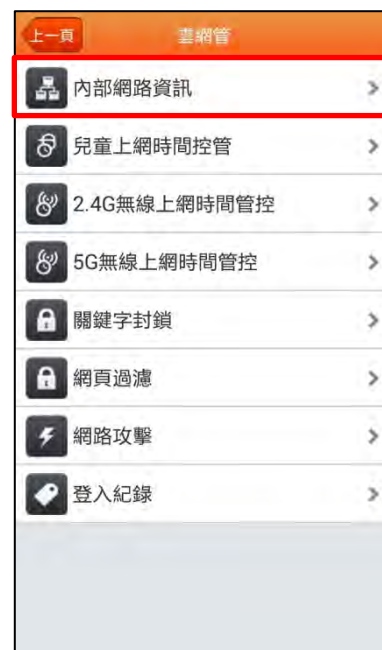 上一頁
雲網管
內部網路資訊
兒童上網時間控管
2.4G無線上網時間管控
5G無線上網時間管控
關鍵字封鎖
網頁過濾
網路攻擊
登入紀錄